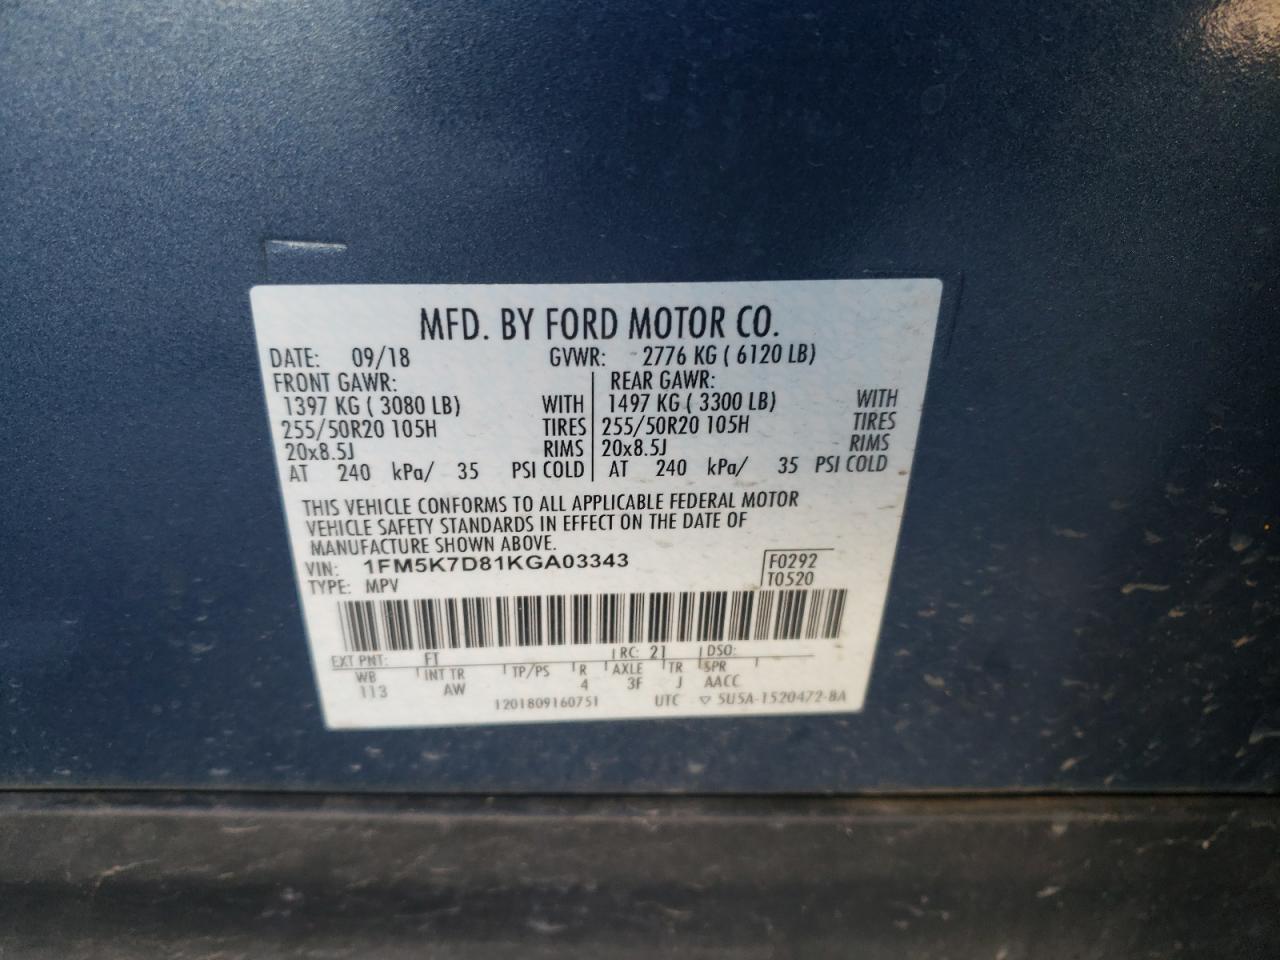 MFD. BY FORD MOTOR CO.
DATE: 09/18 GVWR: 2776 KG ( 6120 LB)
FRONT GAWR: REAR GAWR:
1397 KG ( 3080 LB) WITH 1497 KG ( 3300 LB) WITH
255/50R20 105H TIRES 255/50R20 105H TIRES
20x8.5J RIMS 20x8.5J RIMS
AT 240 kPa/ 35 PSI COLD AT 240 kPa/ 35 PSI COLD
THIS VEHICLE CONFORMS TO ALL APPLICABLE FEDERAL MOTOR
VEHICLE SAFETY STANDARDS IN EFFECT ON THE DATE OF
MANUFACTURE SHOWN ABOVE.
VIN: 1FM5K7D81KGA03343 F0292
TYPE: MPV T0520
EXT PNT: FT RC: 21 DSO:
WB INT TR TP/PS R AXLE TR SPR
113 AW 4 3F J AACC
1201809160751 UTC ▽ 5U5A-1520472-8A